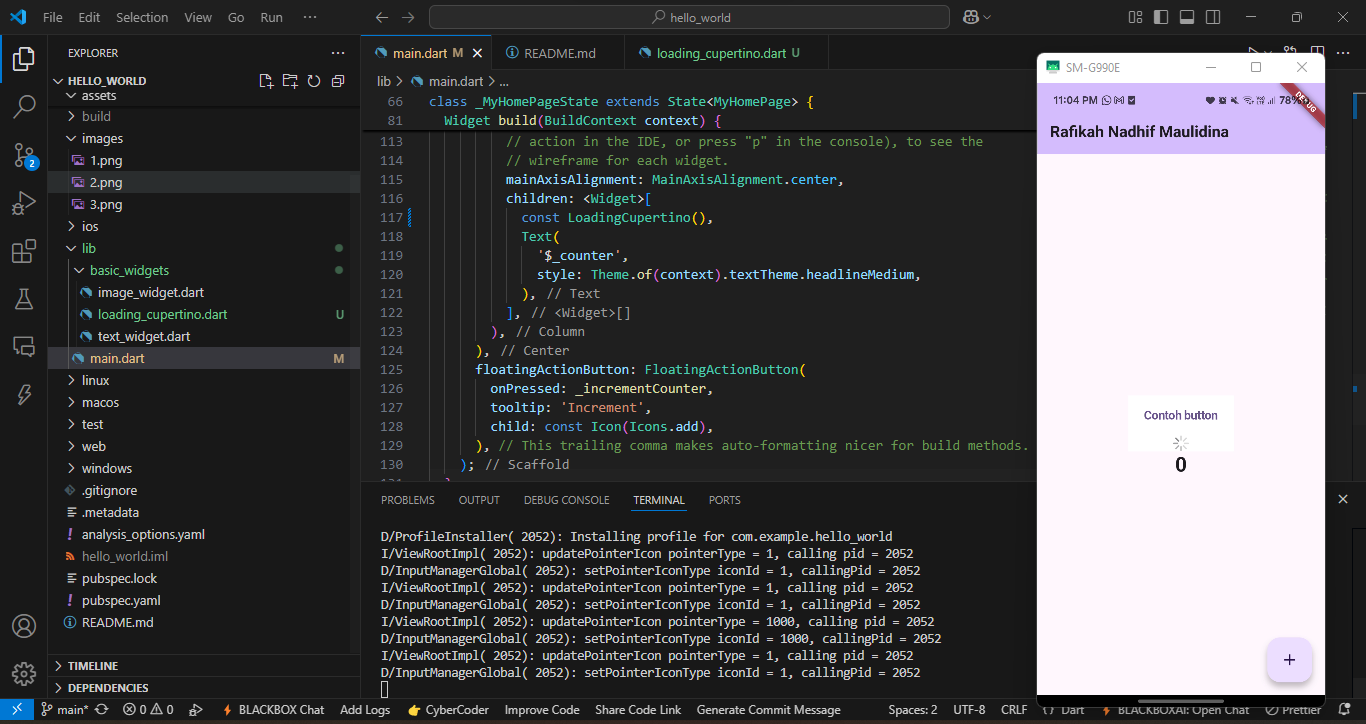 File Edit Selection View Go Run ··· hello_world
EXPLORER ···
HELLO_WORLD
assets
build
images
1.png
2.png
3.png
ios
lib
basic_widgets
image_widget.dart
loading_cupertino.dart U
text_widget.dart
main.dart M
linux
macos
test
web
windows
.gitignore
.metadata
analysis_options.yaml
hello_world.iml
pubspec.lock
pubspec.yaml
README.md
TIMELINE
DEPENDENCIES
2
main.dart M README.md loading_cupertino.dart U
lib > main.dart > ...
66 class _MyHomePageState extends State<MyHomePage> {
81 Widget build(BuildContext context) {
113 // action in the IDE, or press "p" in the console), to see the
114 // wireframe for each widget.
115 mainAxisAlignment: MainAxisAlignment.center,
116 children: <Widget>[
117 const LoadingCupertino(),
118 Text(
119 '$_counter',
120 style: Theme.of(context).textTheme.headlineMedium,
121 ), // Text
122 ], // <Widget>[]
123 ), // Column
124 ), // Center
125 floatingActionButton: FloatingActionButton(
126 onPressed: _incrementCounter,
127 tooltip: 'Increment',
128 child: const Icon(Icons.add),
129 ), // This trailing comma makes auto-formatting nicer for build methods.
130 ); // Scaffold
PROBLEMS OUTPUT DEBUG CONSOLE TERMINAL PORTS
D/ProfileInstaller( 2052): Installing profile for com.example.hello_world
I/ViewRootImpl( 2052): updatePointerIcon pointerType = 1, calling pid = 2052
D/InputManagerGlobal( 2052): setPointerIconType iconId = 1, callingPid = 2052
I/ViewRootImpl( 2052): updatePointerIcon pointerType = 1, calling pid = 2052
D/InputManagerGlobal( 2052): setPointerIconType iconId = 1, callingPid = 2052
I/ViewRootImpl( 2052): updatePointerIcon pointerType = 1000, calling pid = 2052
D/InputManagerGlobal( 2052): setPointerIconType iconId = 1000, callingPid = 2052
I/ViewRootImpl( 2052): updatePointerIcon pointerType = 1, calling pid = 2052
D/InputManagerGlobal( 2052): setPointerIconType iconId = 1, callingPid = 2052
SM-G990E
11:04 PM 78%
DEBUG
Rafikah Nadhif Maulidina
Contoh button
0
+
main* 0 0 BLACKBOX Chat Add Logs CyberCoder Improve Code Share Code Link Generate Commit Message Spaces: 2 UTF-8 CRLF {} Dart BLACKBOXAI: Open Chat Prettier